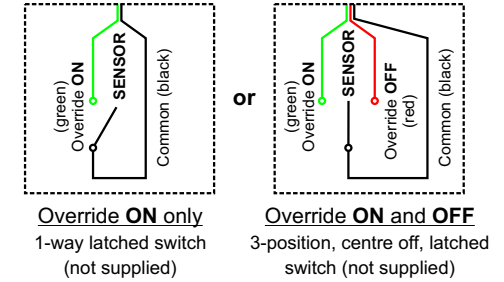 (green)
Override ON
SENSOR
Common (black)
or
(green)
Override ON
SENSOR
Override OFF
(red)
Common (black)
Override ON only
1-way latched switch
(not supplied)
Override ON and OFF
3-position, centre off, latched
switch (not supplied)